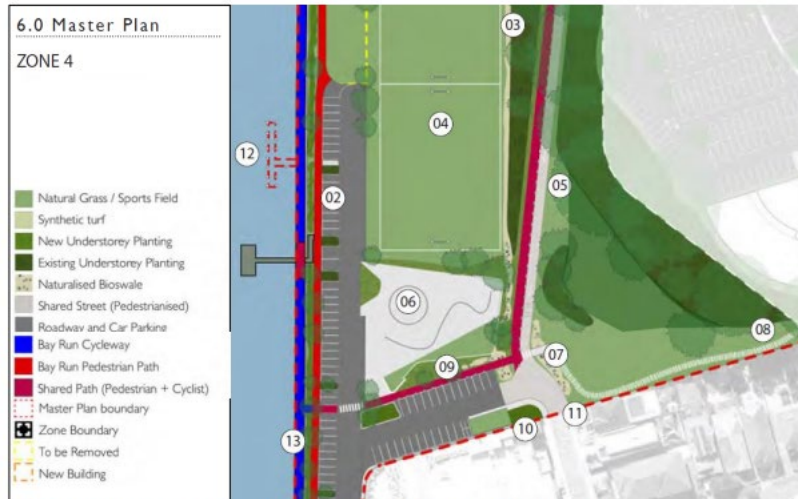 6.0 Master Plan
ZONE 4
Natural Grass / Sports Field
Synthetic turf
New Understorey Planting
Existing Understorey Planting
Naturalised Bioswale
Shared Street (Pedestrianised)
Roadway and Car Parking
Bay Run Cycleway
Bay Run Pedestrian Path
Shared Path (Pedestrian + Cyclist)
Master Plan boundary
Zone Boundary
To be Removed
New Building
03
04
12
02
05
06
08
07
09
11
10
13